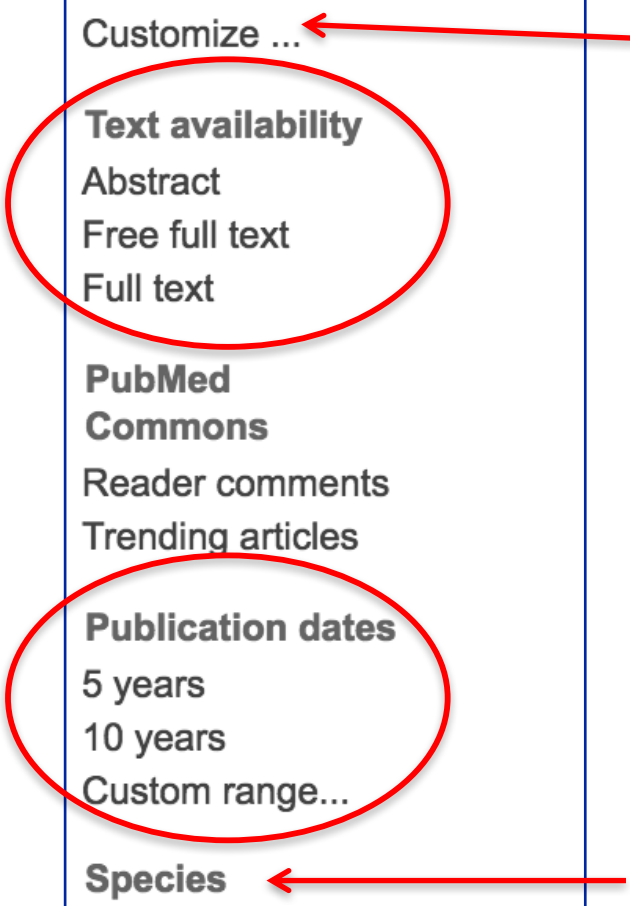 Customize ...
Text availability
Abstract
Free full text
Full text
PubMed
Commons
Reader comments
Trending articles
Publication dates
5 years
10 years
Custom range...
Species